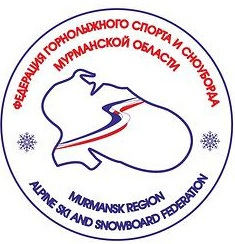 ФЕДЕРАЦИЯ ГОРНОЛЫЖНОГО СПОРТА И СНОУБОРДА
МУРМАНСКОЙ ОБЛАСТИ
MURMANSK REGION
ALPINE SKI AND SNOWBOARD FEDERATION